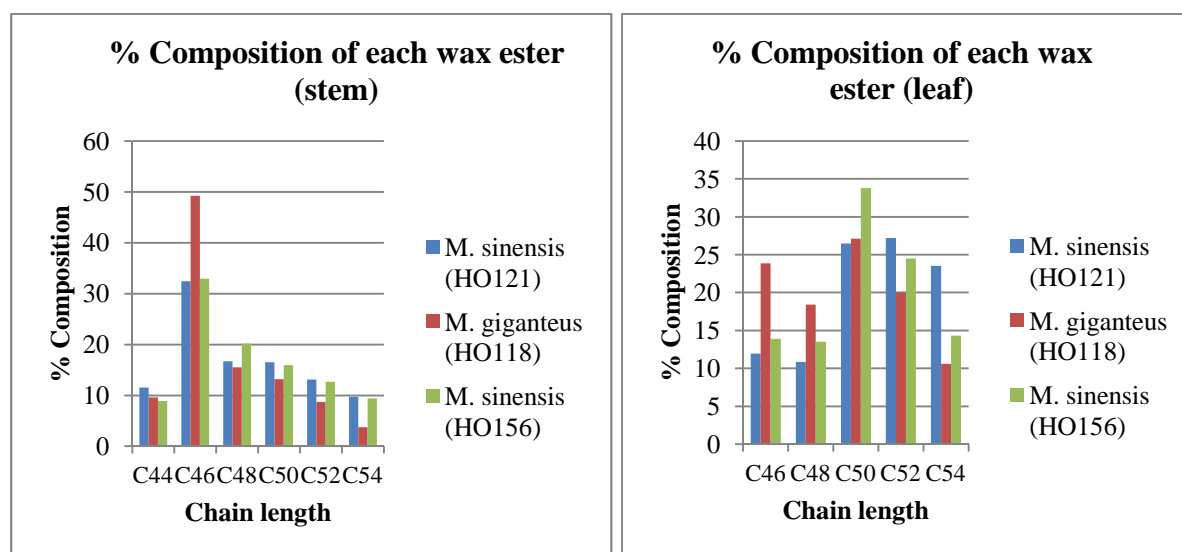 % Composition of each wax ester
(stem)
60
50
40
30
20
10
0
% Composition
C44 C46 C48 C50 C52 C54
Chain length
M. sinensis
(HO121)
M. giganteus
(HO118)
M. sinensis
(HO156)
% Composition of each wax
ester (leaf)
40
35
30
25
20
15
10
5
0
% Composition
C46 C48 C50 C52 C54
Chain length
M. sinensis
(HO121)
M. giganteus
(HO118)
M. sinensis
(HO156)